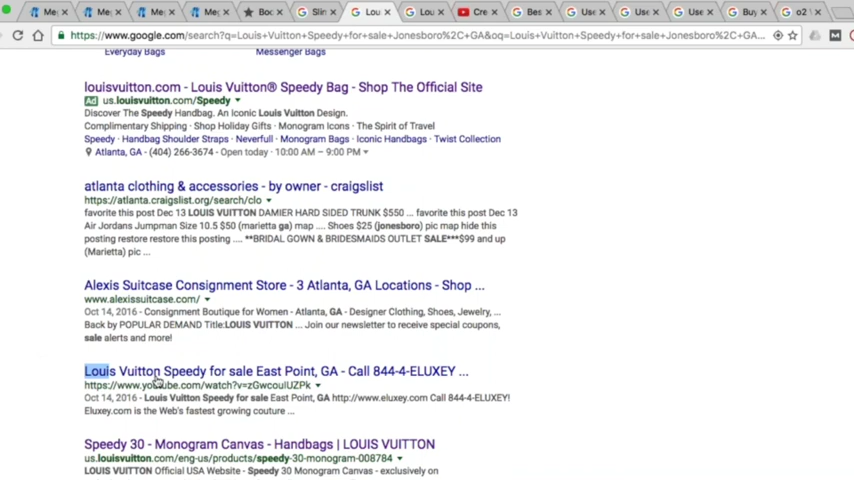 Me
Me
Me
Me
Boo
Slin
Lou
Lou
Cre
Bes
Use
Use
Use
Buy
o2
https://www.google.com/search?q=Louis+Vuitton+Speedy+for+sale+Jonesboro%2C+GA&oq=Louis+Vuitton+Speedy+for+sale+Jonesboro%2C+GA...
Everyday Bags
Messenger Bags
louisvuitton.com - Louis Vuitton® Speedy Bag - Shop The Official Site
Ad us.louisvuitton.com/Speedy
Discover The Speedy Handbag. An Iconic Louis Vuitton Design.
Complimentary Shipping · Shop Holiday Gifts · Monogram Icons · The Spirit of Travel
Speedy · Handbag Shoulder Straps · Neverfull · Monogram Bags · Iconic Handbags · Twist Collection
Atlanta, GA - (404) 266-3674 - Open today · 10:00 AM – 9:00 PM
atlanta clothing & accessories - by owner - craigslist
https://atlanta.craigslist.org/search/clo
favorite this post Dec 13 LOUIS VUITTON DAMIER HARD SIDED TRUNK $550 ... favorite this post Dec 13
Air Jordans Jumpman Size 10.5 $50 (marietta ga) map .... Shoes $25 (jonesboro) pic map hide this
posting restore restore this posting .... **BRIDAL GOWN & BRIDESMAIDS OUTLET SALE***$99 and up
(Marietta) pic ...
Alexis Suitcase Consignment Store - 3 Atlanta, GA Locations - Shop ...
www.alexissuitcase.com/
Oct 14, 2016 - Consignment Boutique for Women - Atlanta, GA - Designer Clothing, Shoes, Jewelry, ...
Back by POPULAR DEMAND Title:LOUIS VUITTON ... Join our newsletter to receive special coupons,
sale alerts and more!
Louis Vuitton Speedy for sale East Point, GA - Call 844-4-ELUXEY ...
https://www.youtube.com/watch?v=zGwcouIUZPk
Oct 14, 2016 - Louis Vuitton Speedy for sale East Point, GA http://www.eluxey.com Call 844-4-ELUXEY!
Eluxey.com is the Web's fastest growing couture ...
Speedy 30 - Monogram Canvas - Handbags | LOUIS VUITTON
us.louisvuitton.com/eng-us/products/speedy-30-monogram-008784
LOUIS VUITTON Official USA Website - Speedy 30 Monogram Canvas - exclusively on